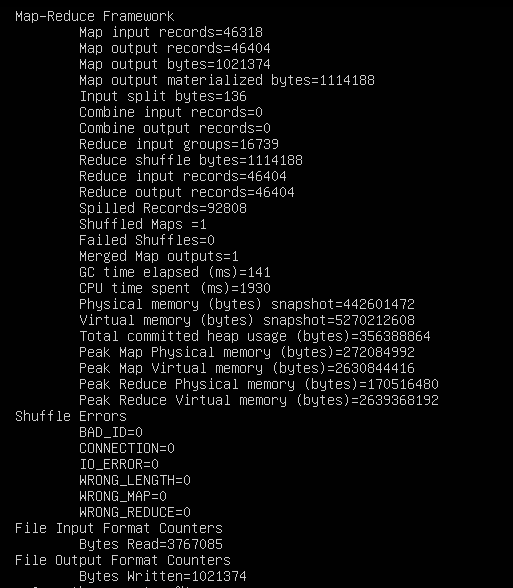 Map-Reduce Framework
Map input records=46318
Map output records=46404
Map output bytes=1021374
Map output materialized bytes=1114188
Input split bytes=136
Combine input records=0
Combine output records=0
Reduce input groups=16739
Reduce shuffle bytes=1114188
Reduce input records=46404
Reduce output records=46404
Spilled Records=92808
Shuffled Maps =1
Failed Shuffles=0
Merged Map outputs=1
GC time elapsed (ms)=141
CPU time spent (ms)=1930
Physical memory (bytes) snapshot=442601472
Virtual memory (bytes) snapshot=5270212608
Total committed heap usage (bytes)=356388864
Peak Map Physical memory (bytes)=272084992
Peak Map Virtual memory (bytes)=2630844416
Peak Reduce Physical memory (bytes)=170516480
Peak Reduce Virtual memory (bytes)=2639368192
Shuffle Errors
BAD_ID=0
CONNECTION=0
IO_ERROR=0
WRONG_LENGTH=0
WRONG_MAP=0
WRONG_REDUCE=0
File Input Format Counters
Bytes Read=3767085
File Output Format Counters
Bytes Written=1021374